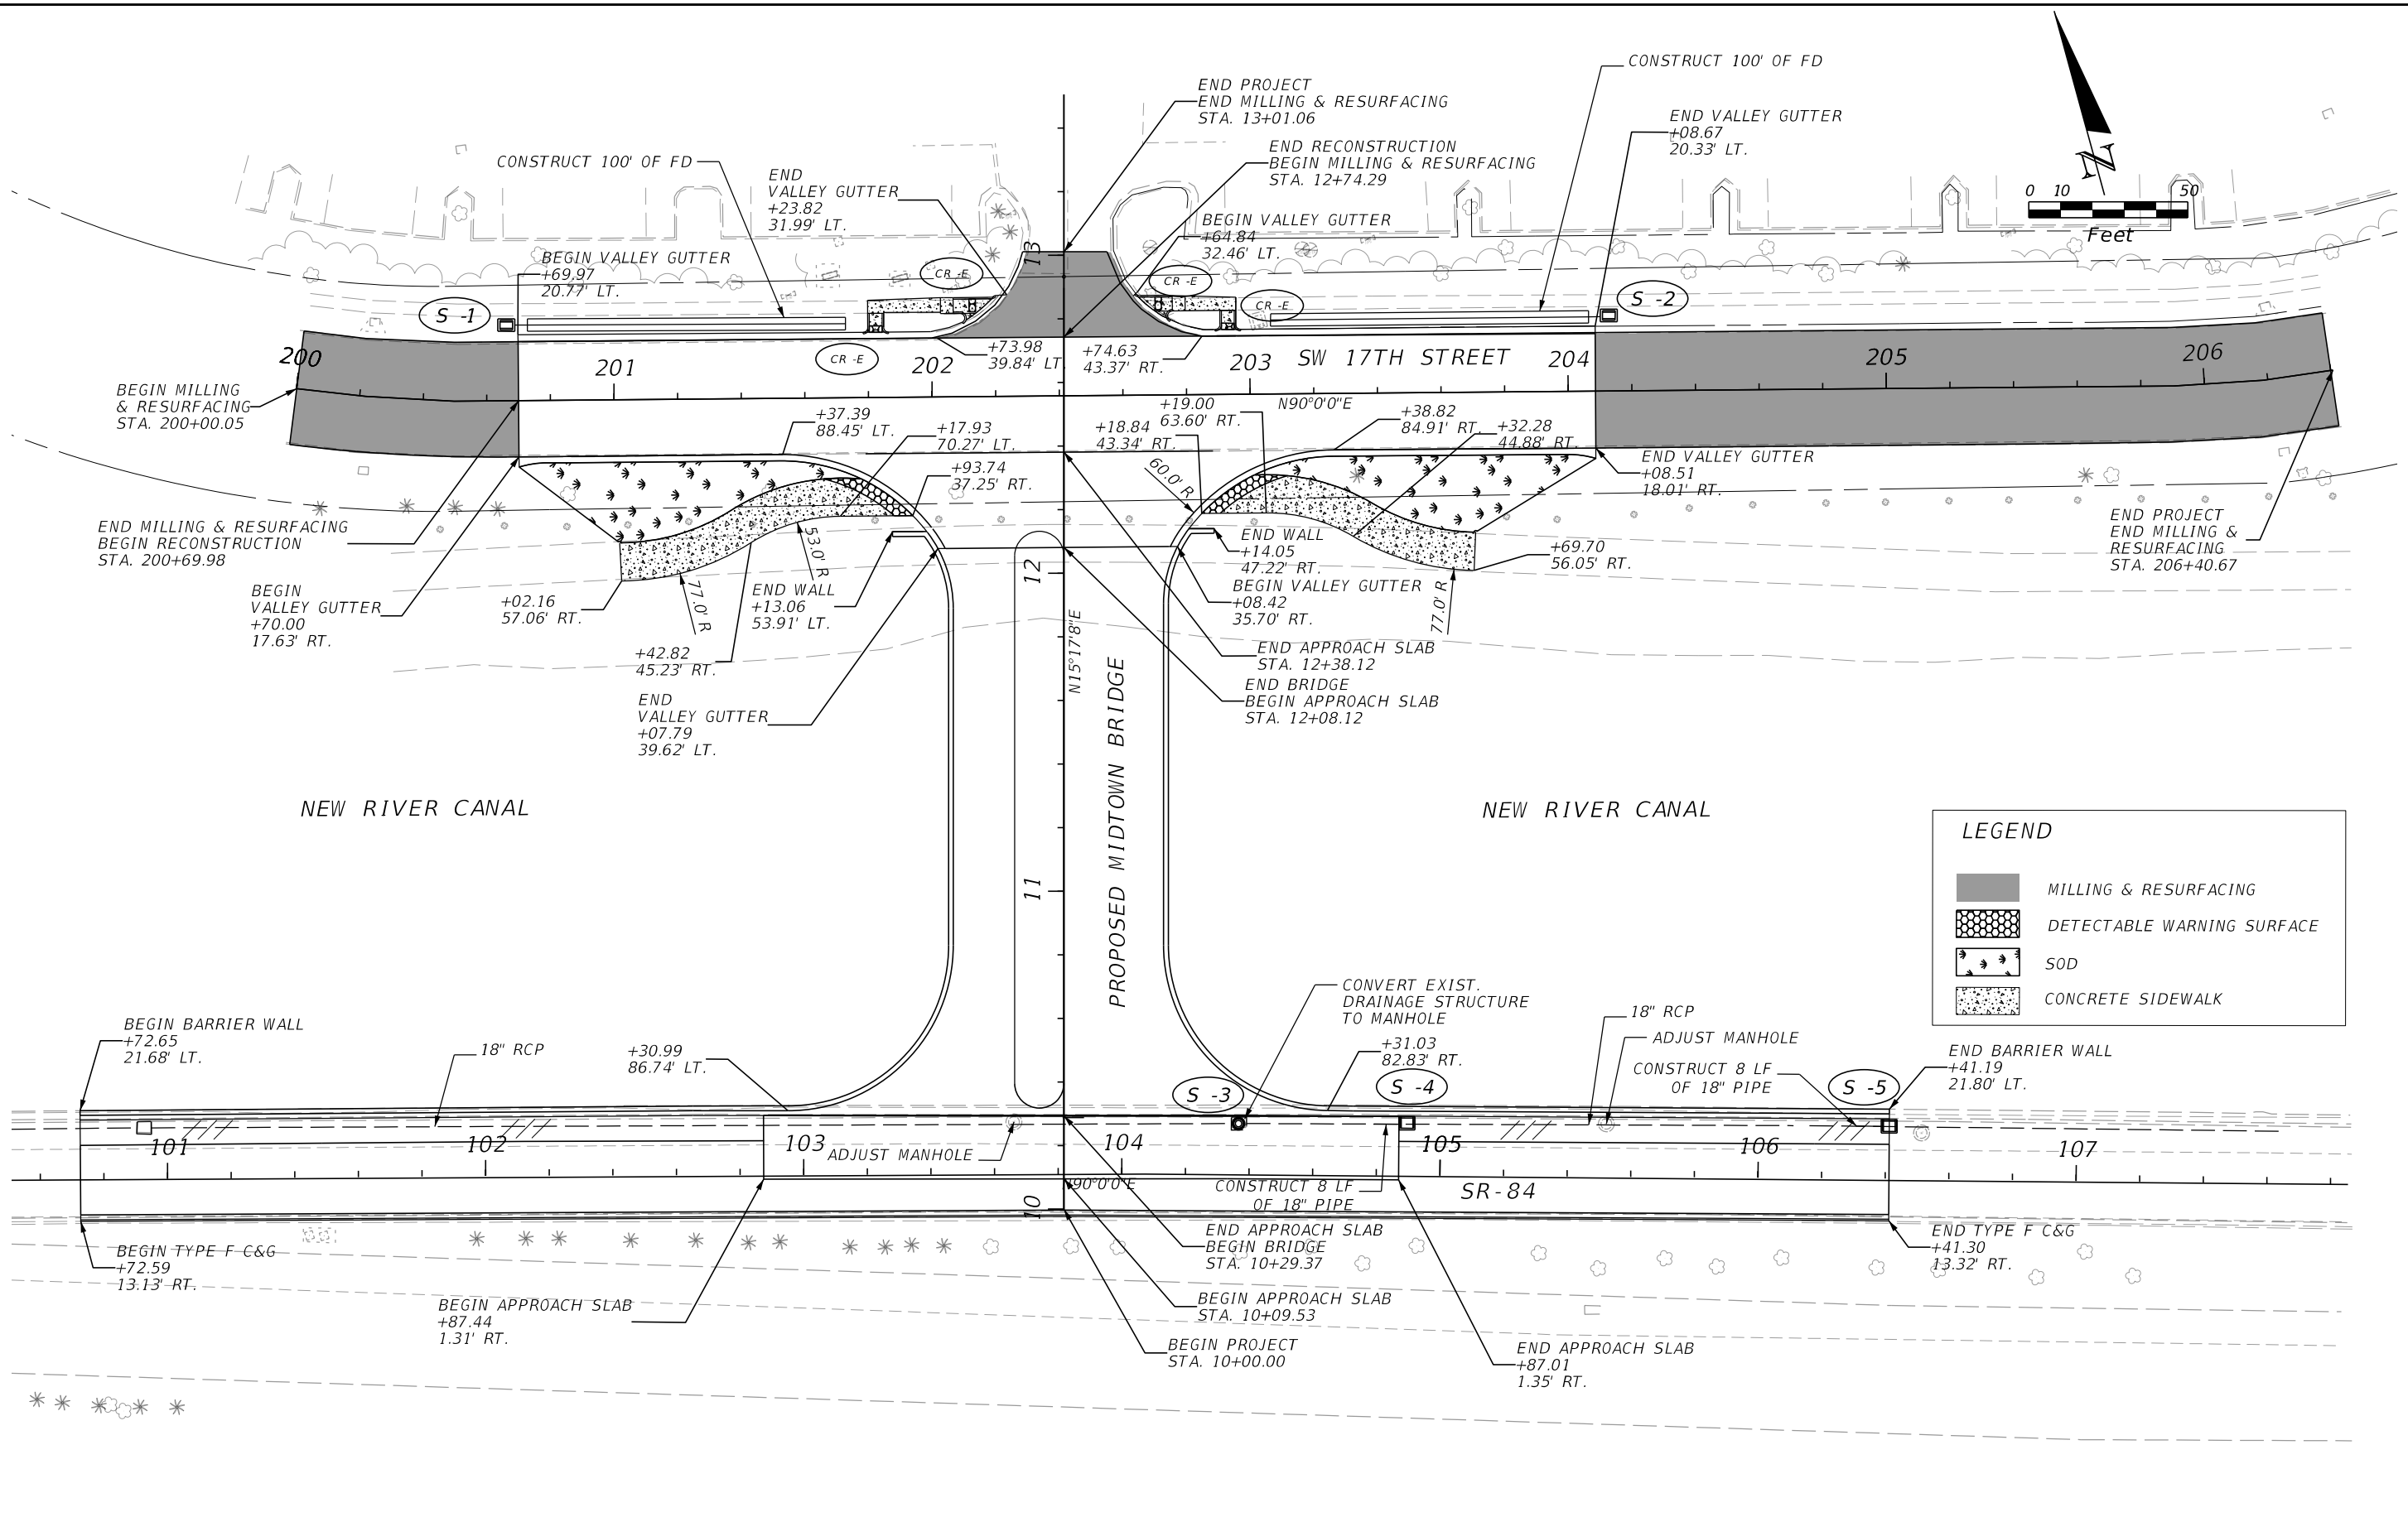 CONSTRUCT 100' OF FD
END PROJECT
END MILLING & RESURFACING
STA. 13+01.06
END VALLEY GUTTER
+08.67
20.33' LT.
N
0 10 50
Feet
END RECONSTRUCTION
BEGIN MILLING & RESURFACING
STA. 12+74.29
CONSTRUCT 100' OF FD
END
VALLEY GUTTER
+23.82
31.99' LT.
BEGIN VALLEY GUTTER
+64.84
32.46' LT.
BEGIN VALLEY GUTTER
+69.97
20.77' LT.
13
CR -E
CR -E
CR -E
CR -E
S -1
S -2
+73.98
39.84' LT.
+74.63
43.37' RT.
200
201
202
203
SW 17TH STREET
204
205
206
BEGIN MILLING
& RESURFACING
STA. 200+00.05
N90°0'0"E
+37.39
88.45' LT.
+17.93
70.27' LT.
+93.74
37.25' RT.
+18.84
43.34' RT.
+19.00
63.60' RT.
+38.82
84.91' RT.
+32.28
44.88' RT.
60.0' R
END VALLEY GUTTER
+08.51
18.01' RT.
END MILLING & RESURFACING
BEGIN RECONSTRUCTION
STA. 200+69.98
END PROJECT
END MILLING &
RESURFACING
STA. 206+40.67
53.0' R
77.0' R
77.0' R
END WALL
+14.05
47.22' RT.
+69.70
56.05' RT.
BEGIN
VALLEY GUTTER
+70.00
17.63' RT.
+02.16
57.06' RT.
END WALL
+13.06
53.91' LT.
12
BEGIN VALLEY GUTTER
+08.42
35.70' RT.
+42.82
45.23' RT.
N15°17'8"E
END APPROACH SLAB
STA. 12+38.12
END BRIDGE
BEGIN APPROACH SLAB
STA. 12+08.12
END
VALLEY GUTTER
+07.79
39.62' LT.
PROPOSED MIDTOWN BRIDGE
NEW RIVER CANAL
NEW RIVER CANAL
11
LEGEND
MILLING & RESURFACING
DETECTABLE WARNING SURFACE
SOD
CONCRETE SIDEWALK
BEGIN BARRIER WALL
+72.65
21.68' LT.
18" RCP
+30.99
86.74' LT.
CONVERT EXIST.
DRAINAGE STRUCTURE
TO MANHOLE
18" RCP
ADJUST MANHOLE
+31.03
82.83' RT.
CONSTRUCT 8 LF
OF 18" PIPE
END BARRIER WALL
+41.19
21.80' LT.
S -3
S -4
S -5
101
102
103
104
105
106
107
ADJUST MANHOLE
N90°0'0"E
CONSTRUCT 8 LF
OF 18" PIPE
SR-84
10
BEGIN TYPE F C&G
+72.59
13.13' RT.
END APPROACH SLAB
BEGIN BRIDGE
STA. 10+29.37
END TYPE F C&G
+41.30
13.32' RT.
BEGIN APPROACH SLAB
+87.44
1.31' RT.
BEGIN APPROACH SLAB
STA. 10+09.53
BEGIN PROJECT
STA. 10+00.00
END APPROACH SLAB
+87.01
1.35' RT.